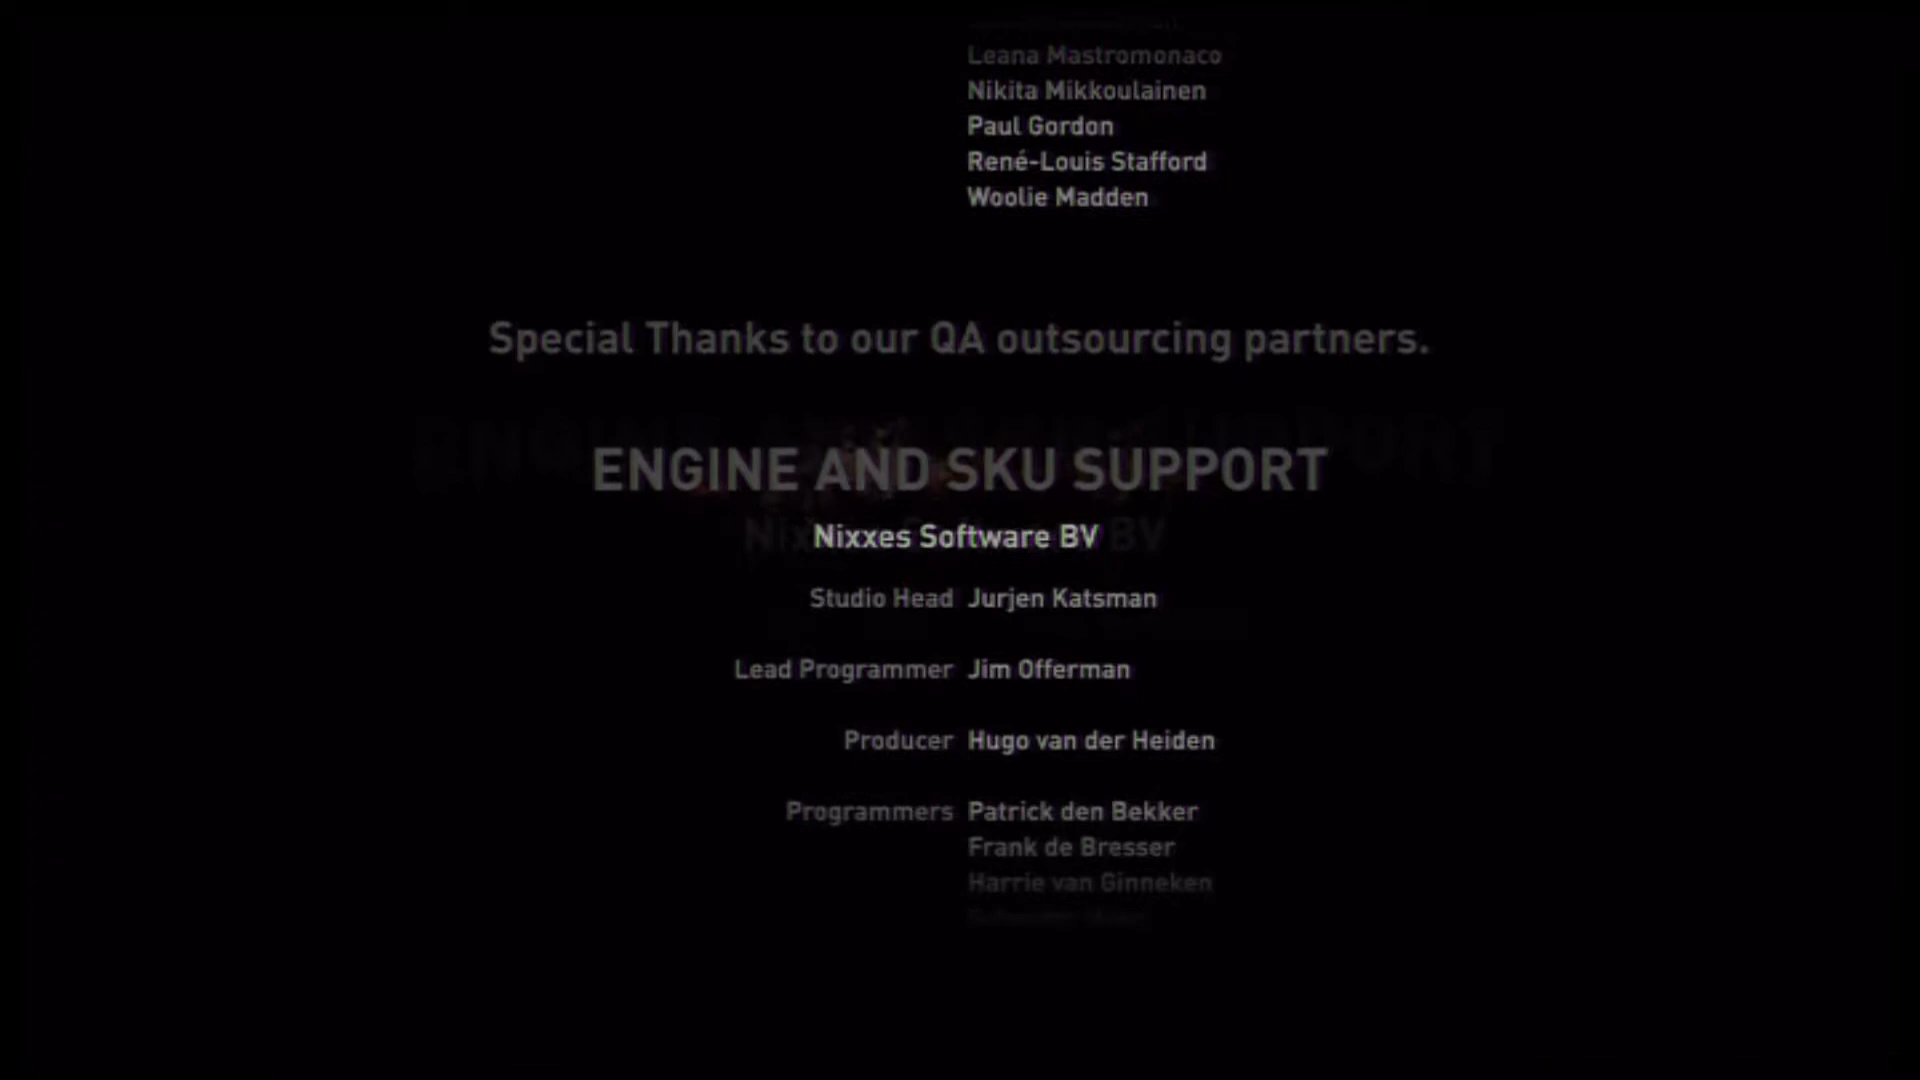 Leana Mastromonaco
Nikita Mikkoulainen
Paul Gordon
René-Louis Stafford
Woolie Madden
Special Thanks to our QA outsourcing partners.
ENGINE AND SKU SUPPORT
Nixxes Software BV
Studio Head Jurjen Katsman
Lead Programmer Jim Offerman
Producer Hugo van der Heiden
Programmers Patrick den Bekker
Frank de Bresser
Harrie van Ginneken